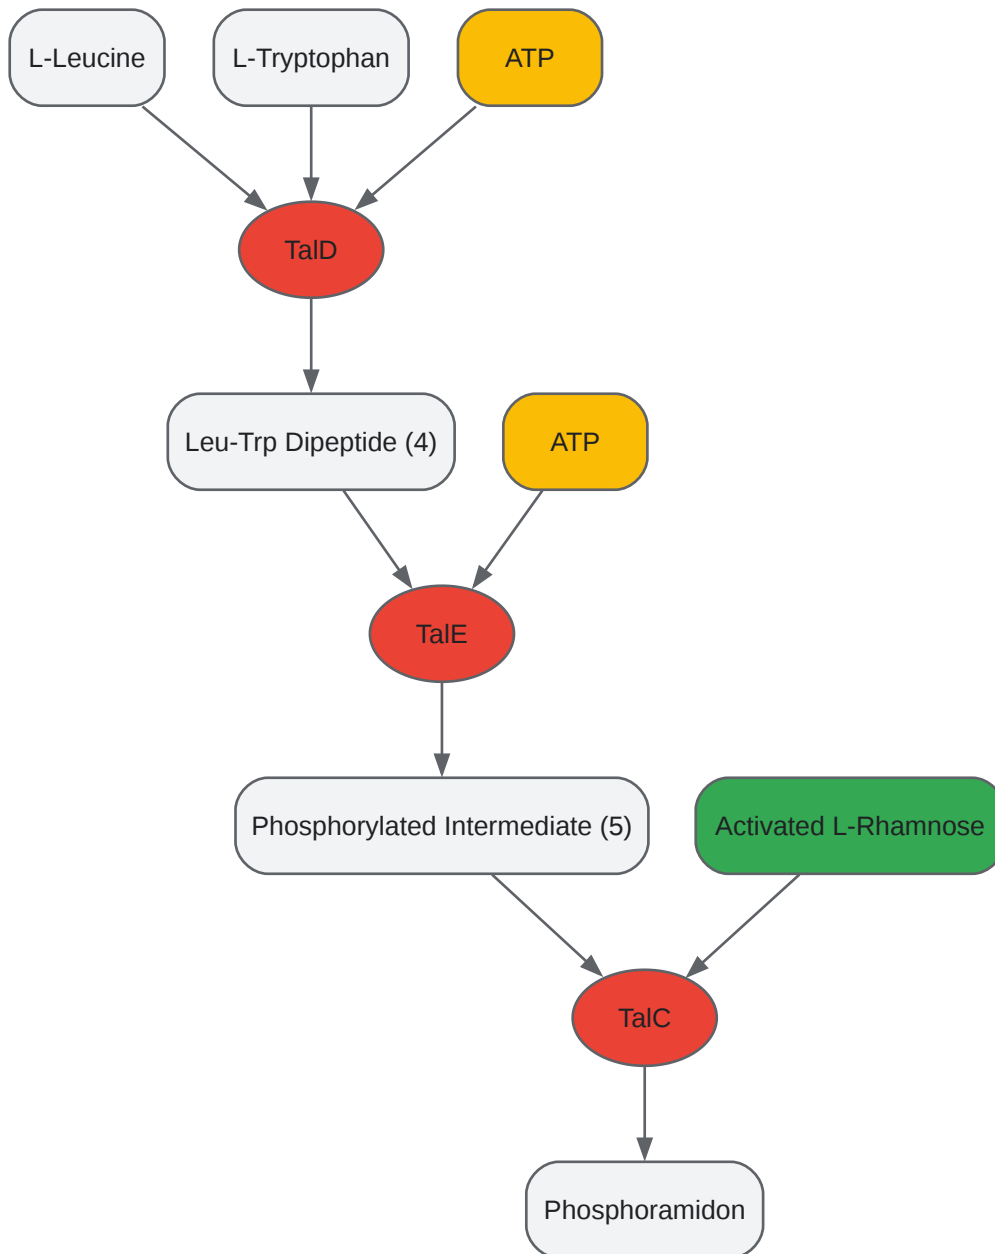 L-Leucine
L-Tryptophan
ATP
TalD
Leu-Trp Dipeptide (4)
ATP
TalE
Phosphorylated Intermediate (5)
Activated L-Rhamnose
TalC
Phosphoramidon